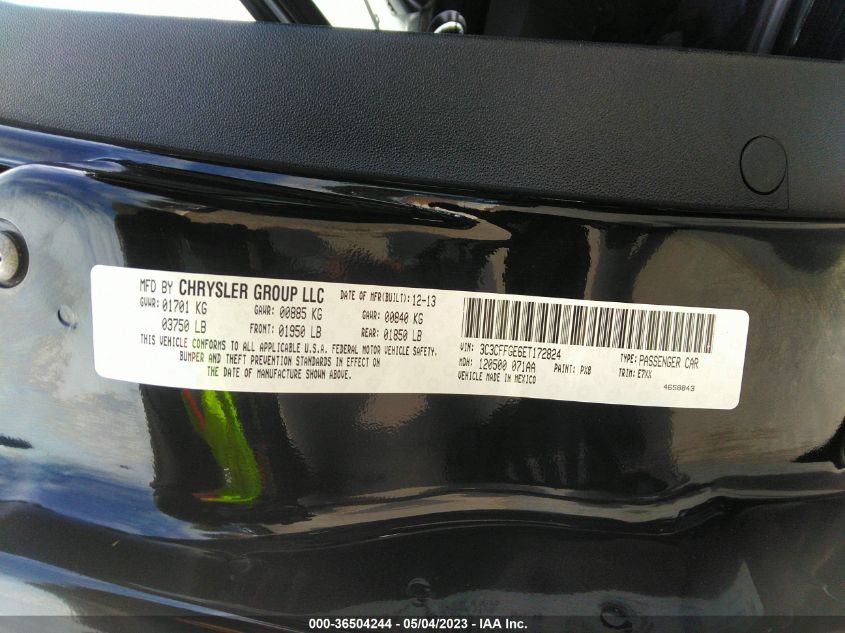 MFD BY CHRYSLER GROUP LLC DATE OF MFR(BUILT): 12-13
GVWR: 01701 KG GAWR: 00885 KG GAWR: 00840 KG
03750 LB FRONT: 01950 LB REAR: 01850 LB
THIS VEHICLE CONFORMS TO ALL APPLICABLE U.S.A. FEDERAL MOTOR VEHICLE SAFETY,
BUMPER, AND THEFT PREVENTION STANDARDS IN EFFECT ON
THE DATE OF MANUFACTURE SHOWN ABOVE.
VIN: 3C3CFFGE6ET172824 TYPE: PASSENGER CAR
MDH: 120500 071AA PAINT: PX8 TRIM: E7XX
VEHICLE MADE IN MEXICO 4658843
000-36504244 - 05/04/2023 - IAA Inc.